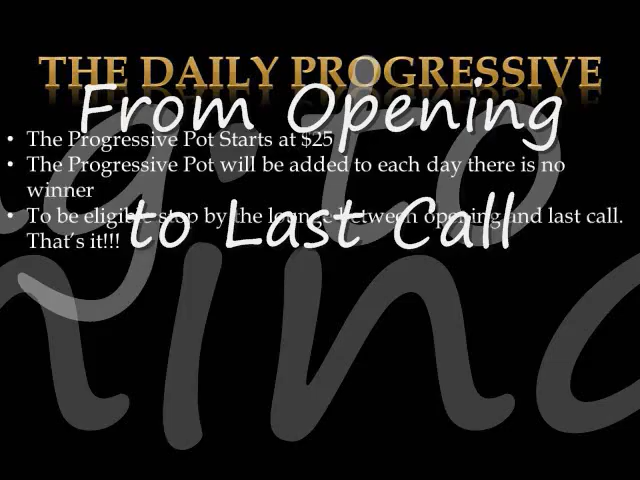 THE DAILY PROGRESSIVE
From Opening
to Last Call
• The Progressive Pot Starts at $25
• The Progressive Pot will be added to each day there is no
winner
• To be eligible stop by the lounge between opening and last call.
That's it!!!